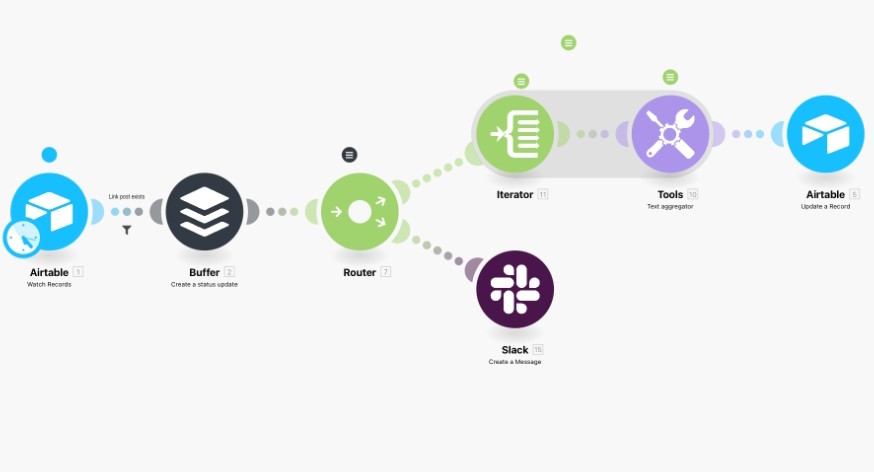 Link post exists
Airtable 1
Watch Records
Buffer 2
Create a status update
Router 7
Iterator 11
Tools 10
Text aggregator
Airtable 5
Update a Record
Slack 15
Create a Message